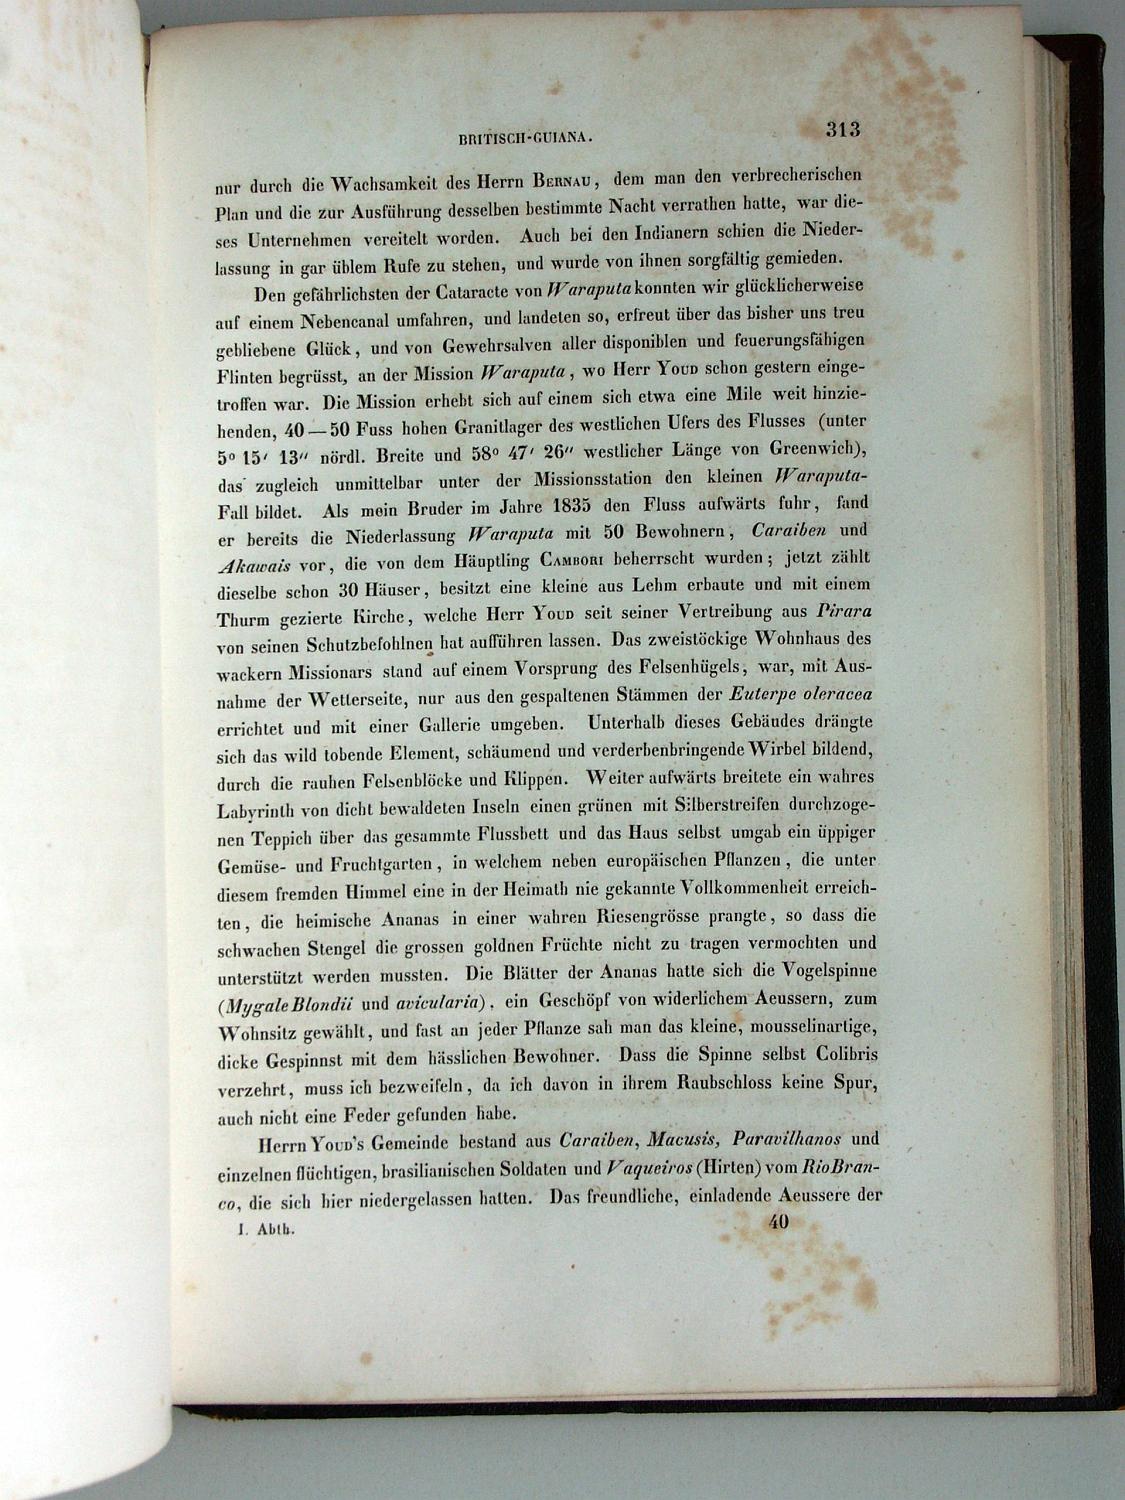 BRITISCH-GUIANA.
313
nur durch die Wachsamkeit des Herrn BERNAU, dem man den verbrecherischen
Plan und die zur Ausführung desselben bestimmte Nacht verrathen hatte, war die-
ses Unternehmen vereitelt worden. Auch bei den Indianern schien die Nieder-
lassung in gar üblem Rufe zu stehen, und wurde von ihnen sorgfältig gemieden.
Den gefährlichsten der Cataracte von Waraputa konnten wir glücklicherweise
auf einem Nebencanal umfahren, und landeten so, erfreut über das bisher uns treu
gebliebene Glück, und von Gewehrsalven aller disponiblen und feuerungsfähigen
Flinten begrüsst, an der Mission Waraputa, wo Herr YOUD schon gestern einge-
troffen war. Die Mission erhebt sich auf einem sich etwa eine Mile weit hinzie-
henden, 40—50 Fuss hohen Granitlager des westlichen Ufers des Flusses (unter
5° 15′ 13″ nördl. Breite und 58° 47′ 26″ westlicher Länge von Greenwich),
das zugleich unmittelbar unter der Missionsstation den kleinen Waraputa-
Fall bildet. Als mein Bruder im Jahre 1835 den Fluss aufwärts fuhr, fand
er bereits die Niederlassung Waraputa mit 50 Bewohnern, Caraiben und
Akawais vor, die von dem Häuptling CAMBORI beherrscht wurden; jetzt zählt
dieselbe schon 30 Häuser, besitzt eine kleine aus Lehm erbaute und mit einem
Thurm gezierte Kirche, welche Herr YOUD seit seiner Vertreibung aus Pirara
von seinen Schutzbefohlnen hat aufführen lassen. Das zweistöckige Wohnhaus des
wackern Missionars stand auf einem Vorsprung des Felsenhügels, war, mit Aus-
nahme der Wetterseite, nur aus den gespaltenen Stämmen der Euterpe oleracea
errichtet und mit einer Gallerie umgeben. Unterhalb dieses Gebäudes drängte
sich das wild tobende Element, schäumend und verderbenbringende Wirbel bildend,
durch die rauhen Felsenblöcke und Klippen. Weiter aufwärts breitete ein wahres
Labyrinth von dicht bewaldeten Inseln einen grünen mit Silberstreifen durchzoge-
nen Teppich über das gesammte Flussbett und das Haus selbst umgab ein üppiger
Gemüse- und Fruchtgarten, in welchem neben europäischen Pflanzen, die unter
diesem fremden Himmel eine in der Heimath nie gekannte Vollkommenheit erreich-
ten, die heimische Ananas in einer wahren Riesengrösse prangte, so dass die
schwachen Stengel die grossen goldnen Früchte nicht zu tragen vermochten und
unterstützt werden mussten. Die Blätter der Ananas hatte sich die Vogelspinne
(Mygale Blondii und avicularia), ein Geschöpf von widerlichem Aeussern, zum
Wohnsitz gewählt, und fast an jeder Pflanze sah man das kleine, mousselinartige,
dicke Gespinnst mit dem hässlichen Bewohner. Dass die Spinne selbst Colibris
verzehrt, muss ich bezweifeln, da ich davon in ihrem Raubschloss keine Spur,
auch nicht eine Feder gefunden habe.
Herrn YOUD's Gemeinde bestand aus Caraiben, Macusis, Paravilhanos und
einzelnen flüchtigen, brasilianischen Soldaten und Vaqueiros (Hirten) vom Rio Bran-
co, die sich hier niedergelassen hatten. Das freundliche, einladende Aeussere der
I. Abth.
40